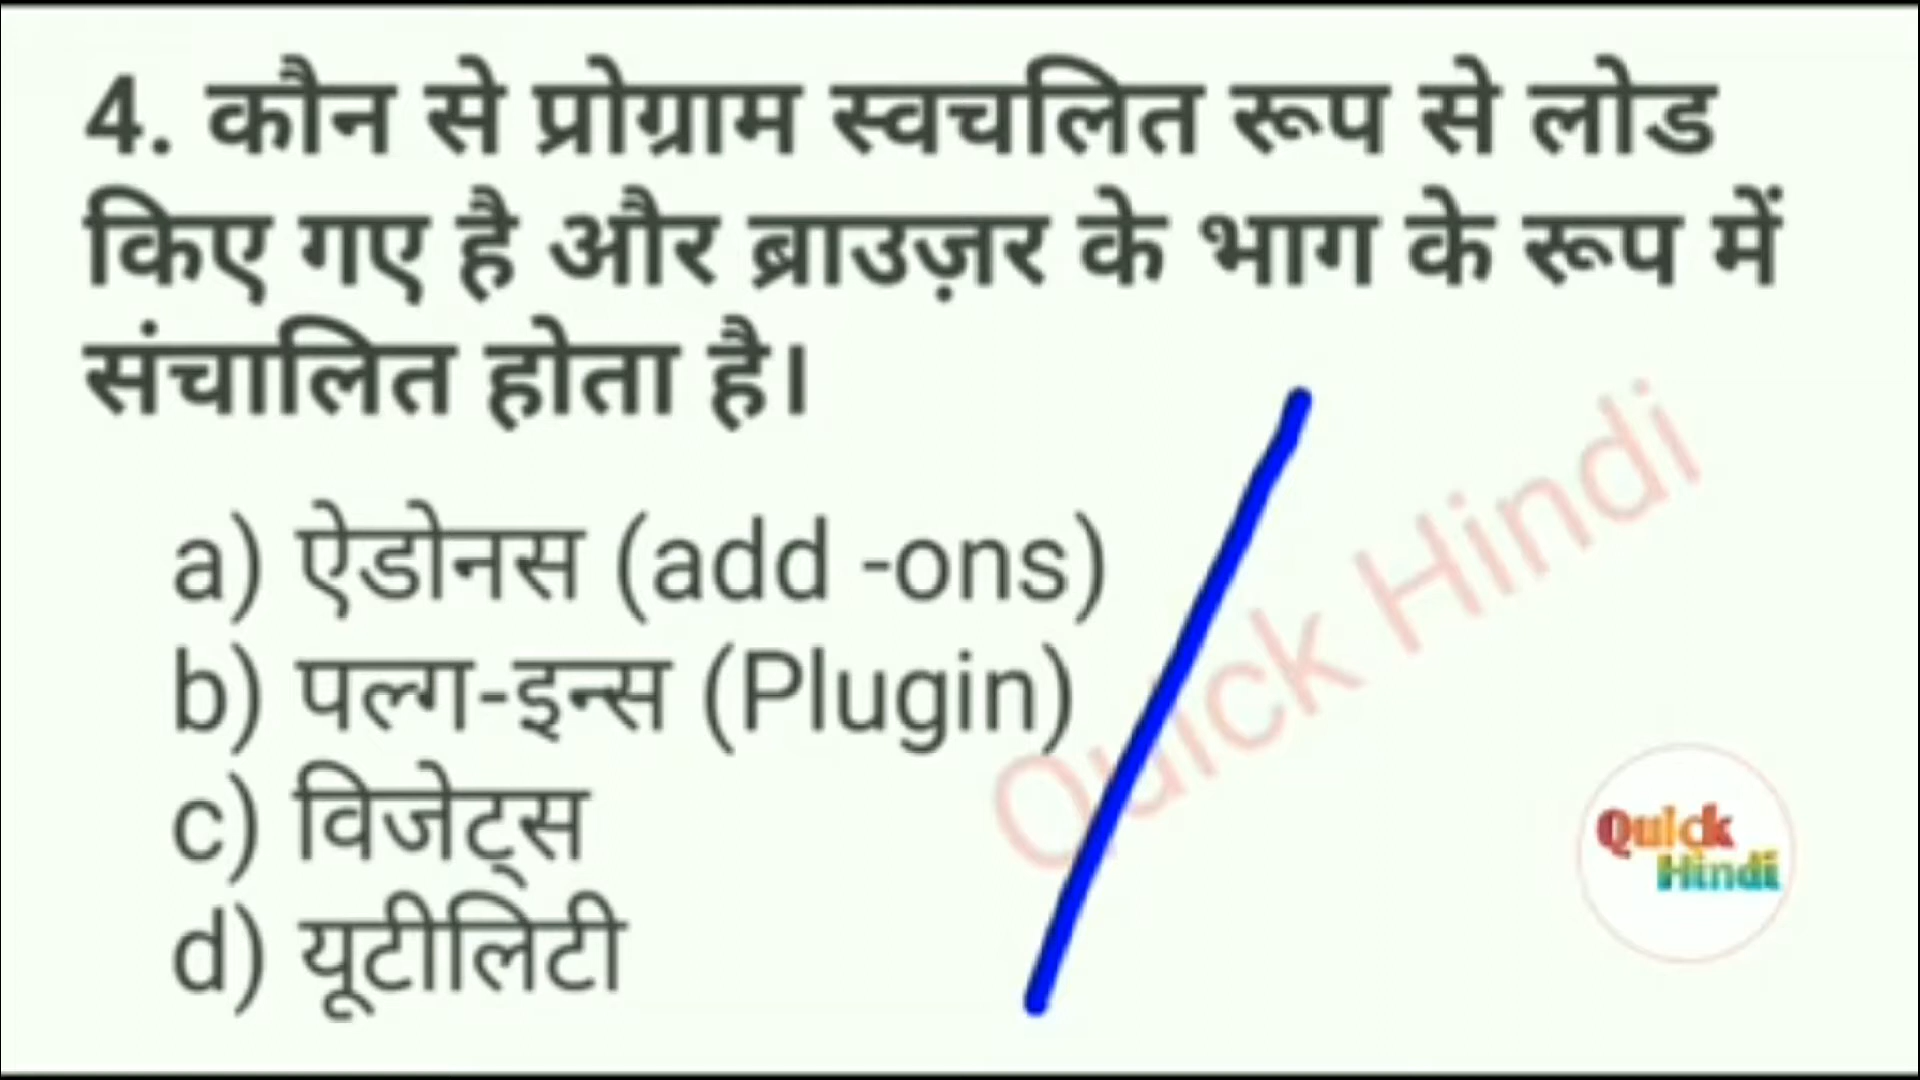 4. कौन से प्रोग्राम स्वचलित रूप से लोड
किए गए है और ब्राउज़र के भाग के रूप में
संचालित होता है।
a) ऐडोनस (add -ons)
b) पल्ग-इन्स (Plugin)
c) विजेट्स
d) यूटीलिटी
Quick Hindi
Quick
Hindi